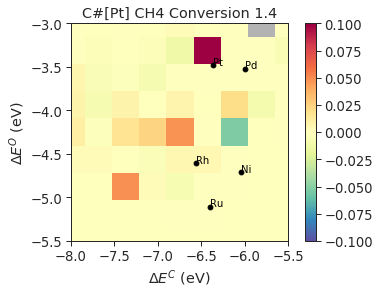 C#[Pt] CH4 Conversion 1.4
−3.0
−3.5
−4.0
−4.5
−5.0
−5.5
ΔE^O (eV)
Pt
Pd
Rh
Ni
Ru
−8.0 −7.5 −7.0 −6.5 −6.0 −5.5
ΔE^C (eV)
0.100
0.075
0.050
0.025
0.000
−0.025
−0.050
−0.075
−0.100